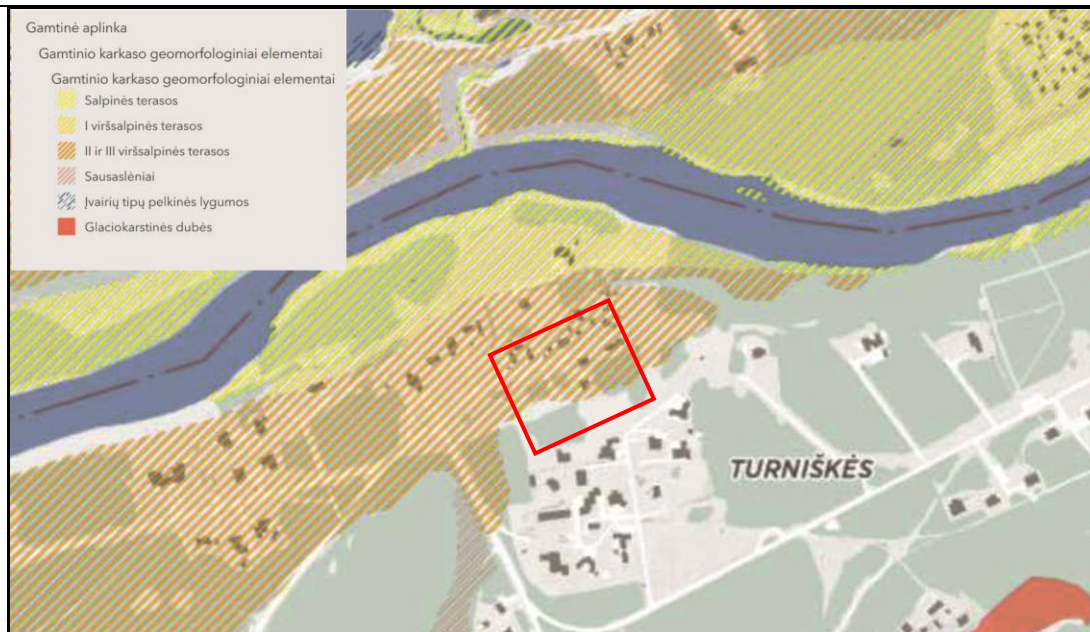 Gamtinė aplinka
Gamtinio karkaso geomorfologiniai elementai
Gamtinio karkaso geomorfologiniai elementai
Salpinės terasos
I viršsalpinės terasos
II ir III viršsalpinės terasos
Sausaslėniai
Įvairių tipų pelkinės lygumos
Glaciokarstinės dubės
TURNIŠKĖS